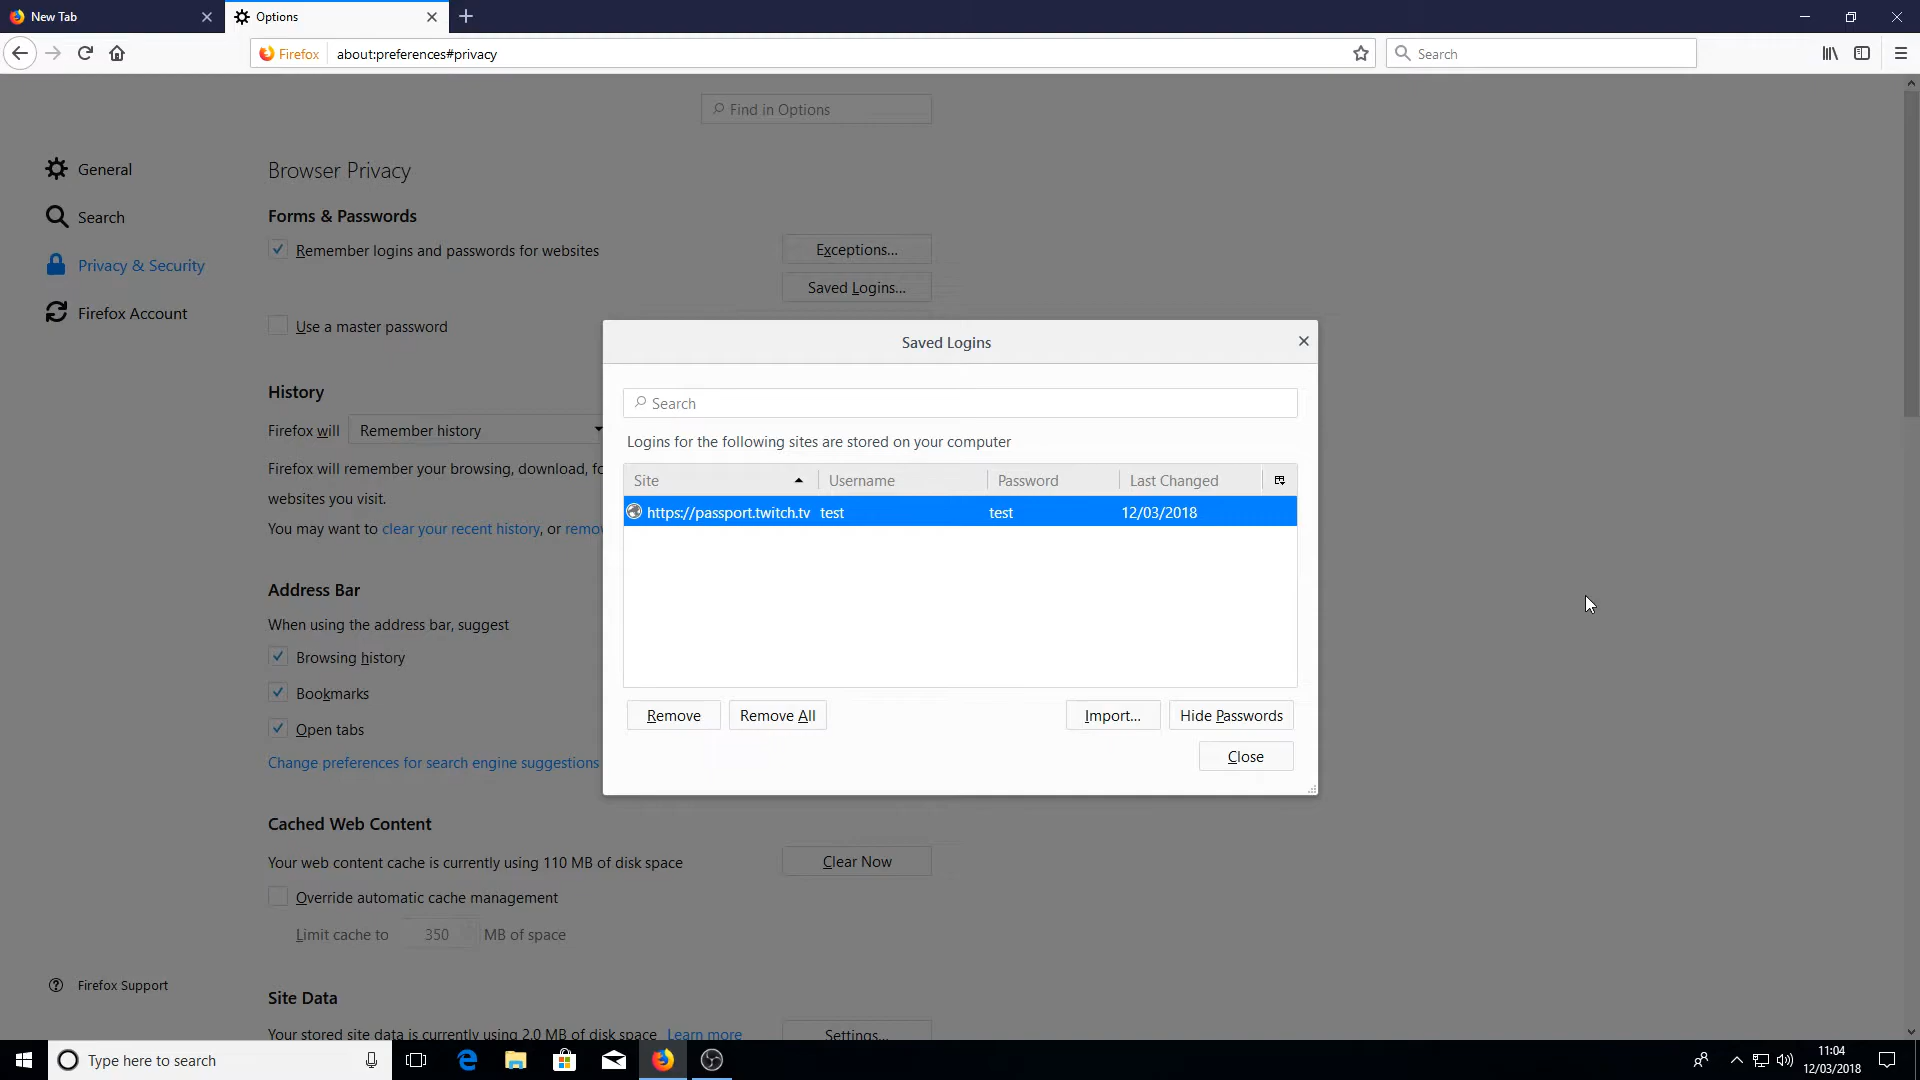 New Tab
Options
Firefox
about:preferences#privacy
Search
Find in Options
General
Search
Privacy & Security
Firefox Account
Firefox Support
Browser Privacy
Forms & Passwords
Remember logins and passwords for websites
Exceptions...
Saved Logins...
Use a master password
History
Firefox will Remember history
Firefox will remember your browsing, download, fo
websites you visit.
You may want to clear your recent history, or remov
Address Bar
When using the address bar, suggest
Browsing history
Bookmarks
Open tabs
Change preferences for search engine suggestions
Cached Web Content
Your web content cache is currently using 110 MB of disk space
Clear Now
Override automatic cache management
Limit cache to 350 MB of space
Site Data
Your stored site data is currently using 2.0 MB of disk space Learn more
Settings...
Saved Logins
Search
Logins for the following sites are stored on your computer
Site Username Password Last Changed
https://passport.twitch.tv test test 12/03/2018
Remove Remove All Import... Hide Passwords
Close
Type here to search
11:04
12/03/2018